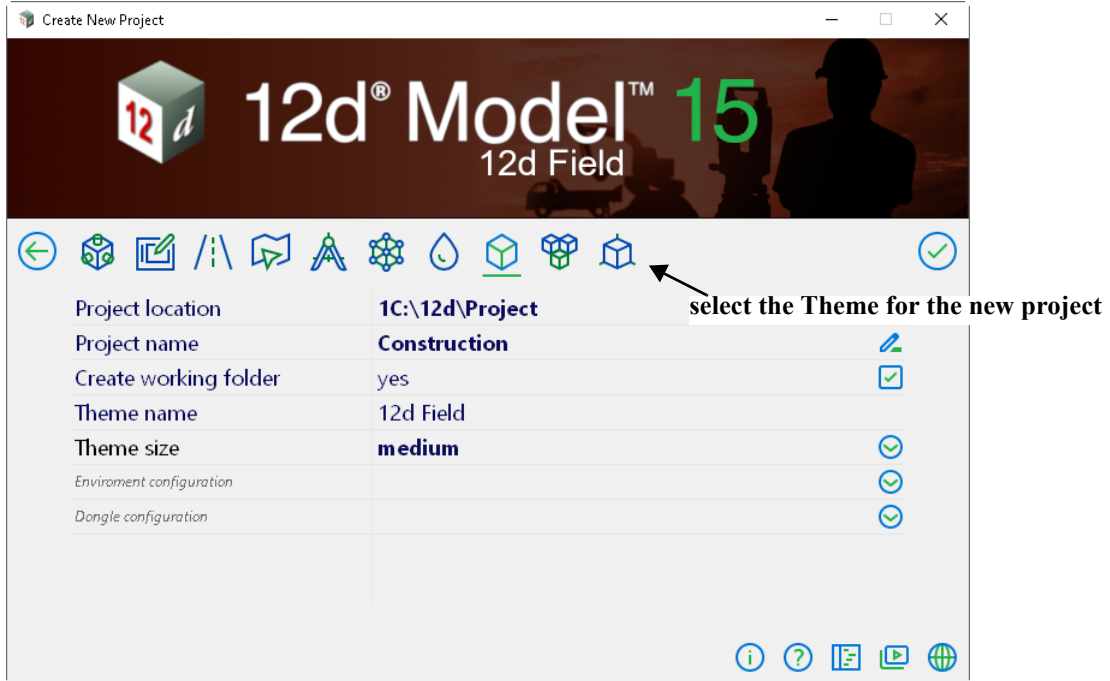 Create New Project
12 d
12d® Model™ 15
12d Field
select the Theme for the new project
Project location 1C:\12d\Project
Project name Construction
Create working folder yes
Theme name 12d Field
Theme size medium
Enviroment configuration
Dongle configuration